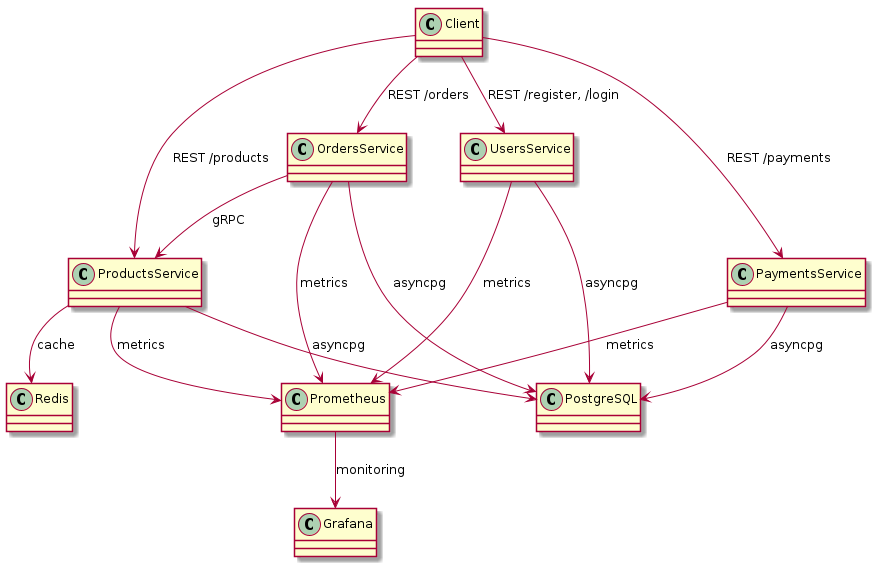 C Client
REST /orders
REST /register, /login
REST /products
C OrdersService
C UsersService
REST /payments
gRPC
C ProductsService
metrics
asyncpg
metrics
asyncpg
C PaymentsService
cache
metrics
asyncpg
metrics
asyncpg
C Redis
C Prometheus
C PostgreSQL
monitoring
C Grafana